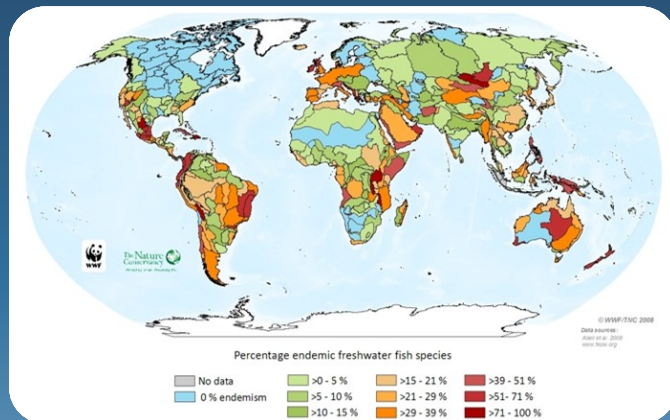 WWF
The Nature
Conservancy
© WWF/TNC 2008
Data sources:
Percentage endemic freshwater fish species
No data
0 % endemism
>0 - 5 %
>5 - 10 %
>10 - 15 %
>15 - 21 %
>21 - 29 %
>29 - 39 %
>39 - 51 %
>51- 71 %
>71 - 100 %